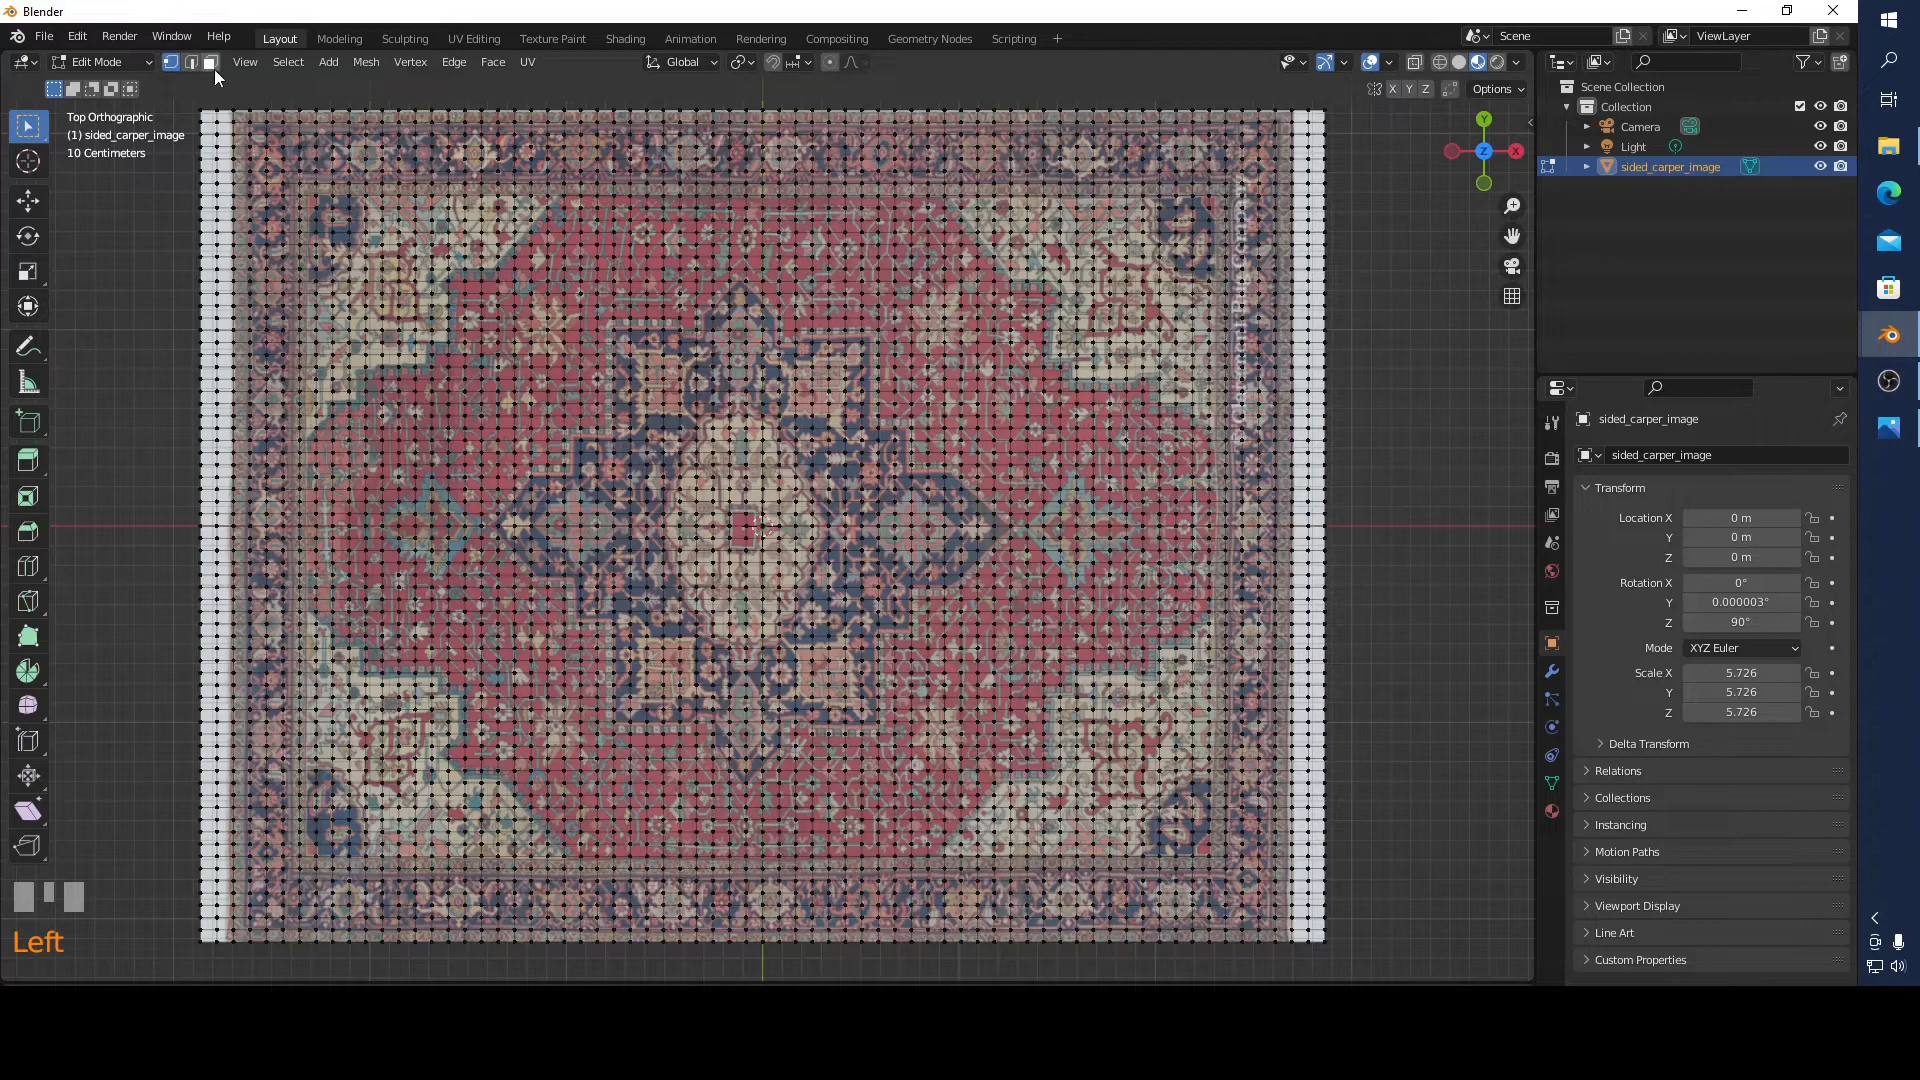 Blender
File Edit Render Window Help
Layout Modeling Sculpting UV Editing Texture Paint Shading Animation Rendering Compositing Geometry Nodes Scripting +
Scene
ViewLayer
Edit Mode
View Select Add Mesh Vertex Edge Face UV
Global
X Y Z
Options
Top Orthographic
(1) sided_carper_image
10 Centimeters
Y
Z
X
Scene Collection
Collection
Camera
Light
sided_carper_image
sided_carper_image
sided_carper_image
Transform
Location X 0 m
Y 0 m
Z 0 m
Rotation X 0°
Y 0.000003°
Z 90°
Mode XYZ Euler
Scale X 5.726
Y 5.726
Z 5.726
Delta Transform
Relations
Collections
Instancing
Motion Paths
Visibility
Viewport Display
Line Art
Custom Properties
Left